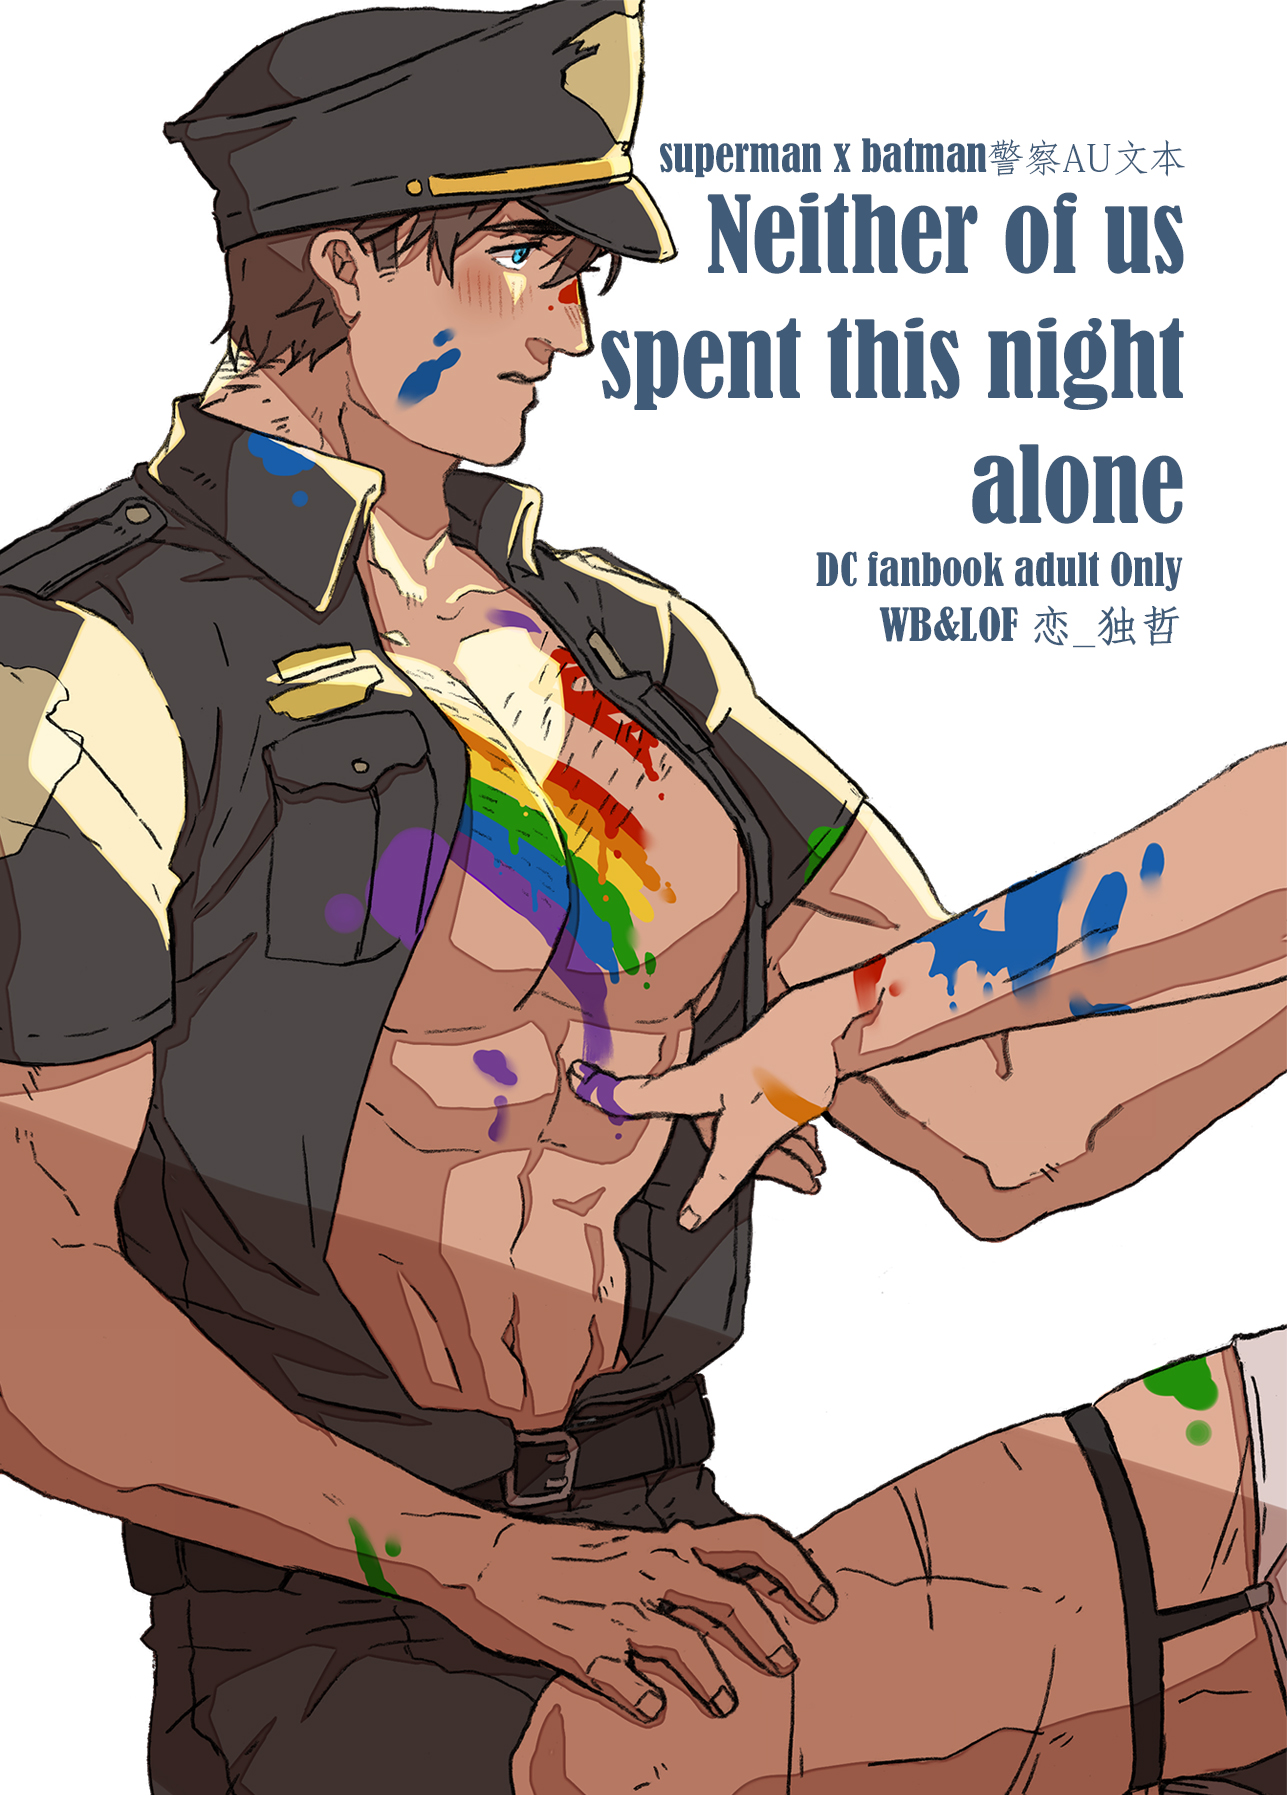 superman x batman警察AU文本
Neither of us
spent this night
alone
DC fanbook adult Only
WB&LOF 恋_独哲